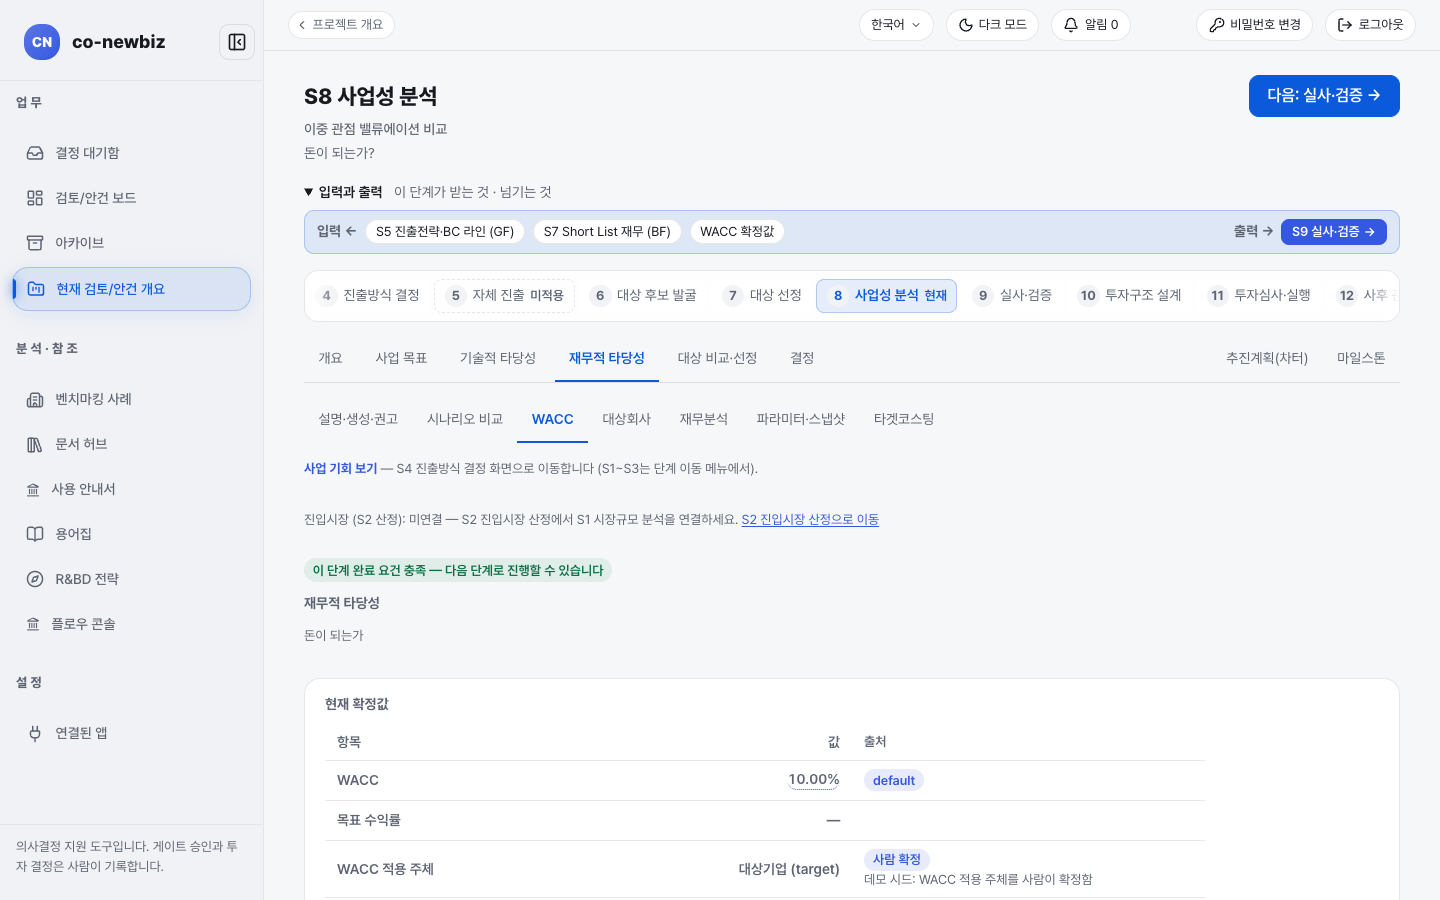 CN co-newbiz
업무
결정 대기함
검토/안건 보드
아카이브
현재 검토/안건 개요
분석·참조
벤치마킹 사례
문서 허브
사용 안내서
용어집
R&BD 전략
플로우 콘솔
설정
연결된 앱
의사결정 지원 도구입니다. 게이트 승인과 투
자 결정은 사람이 기록합니다.
프로젝트 개요
한국어
다크 모드
알림 0
비밀번호 변경
로그아웃
S8 사업성 분석
다음: 실사·검증 →
이중 관점 밸류에이션 비교
돈이 되는가?
▼ 입력과 출력 이 단계가 받는 것 · 넘기는 것
입력 ← S5 진출전략·BC 라인 (GF) S7 Short List 재무 (BF) WACC 확정값 출력 → S9 실사·검증 →
4 진출방식 결정 5 자체 진출 미적용 6 대상 후보 발굴 7 대상 선정 8 사업성 분석 현재 9 실사·검증 10 투자구조 설계 11 투자심사·실행 12 사후
개요 사업 목표 기술적 타당성 재무적 타당성 대상 비교·선정 결정 추진계획(차터) 마일스톤
설명·생성·권고 시나리오 비교 WACC 대상회사 재무분석 파라미터·스냅샷 타겟코스팅
사업 기회 보기 — S4 진출방식 결정 화면으로 이동합니다 (S1~S3는 단계 이동 메뉴에서).
진입시장 (S2 산정): 미연결 — S2 진입시장 산정에서 S1 시장규모 분석을 연결하세요. S2 진입시장 산정으로 이동
이 단계 완료 요건 충족 — 다음 단계로 진행할 수 있습니다
재무적 타당성
돈이 되는가
현재 확정값
항목 값 출처
WACC 10.00% default
목표 수익률 —
WACC 적용 주체 대상기업 (target) 사람 확정
데모 시드: WACC 적용 주체를 사람이 확정함